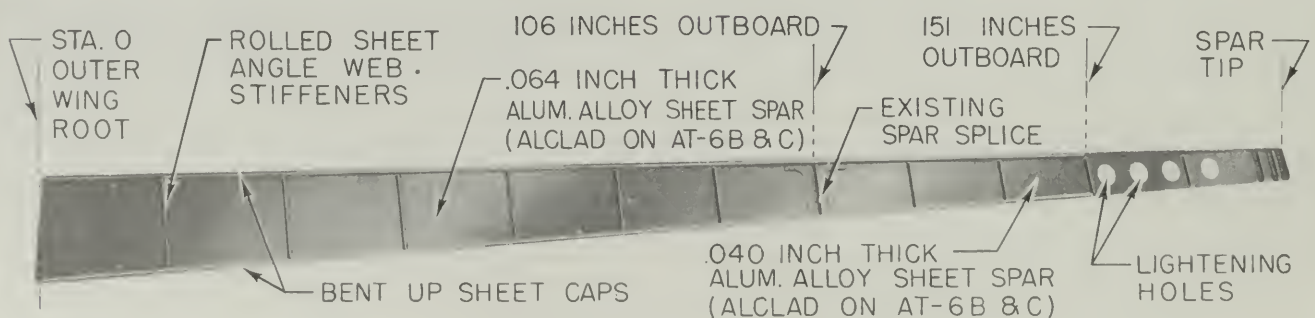 STA. O
OUTER
WING
ROOT
ROLLED SHEET
ANGLE WEB.
STIFFENERS
106 INCHES OUTBOARD
.064 INCH THICK
ALUM. ALLOY SHEET SPAR
(ALCLAD ON AT-6B & C)
EXISTING
SPAR SPLICE
151 INCHES
OUTBOARD
SPAR
TIP
BENT UP SHEET CAPS
.040 INCH THICK
ALUM. ALLOY SHEET SPAR
(ALCLAD ON AT-6B & C)
LIGHTENING
HOLES